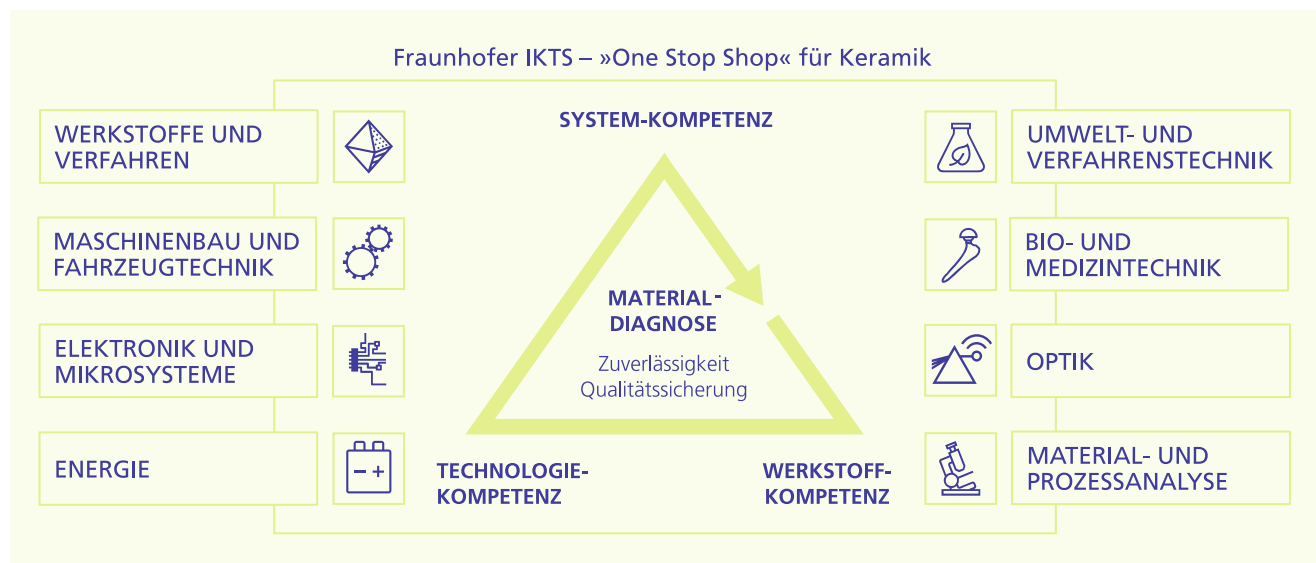 Fraunhofer IKTS – »One Stop Shop« für Keramik
WERKSTOFFE UND
VERFAHREN
MASCHINENBAU UND
FAHRZEUGTECHNIK
ELEKTRONIK UND
MIKROSYSTEME
ENERGIE
SYSTEM-KOMPETENZ
MATERIAL-
DIAGNOSE
Zuverlässigkeit
Qualitätssicherung
TECHNOLOGIE-
KOMPETENZ
WERKSTOFF-
KOMPETENZ
UMWELT- UND
VERFAHRENSTECHNIK
BIO- UND
MEDIZINTECHNIK
OPTIK
MATERIAL- UND
PROZESSANALYSE